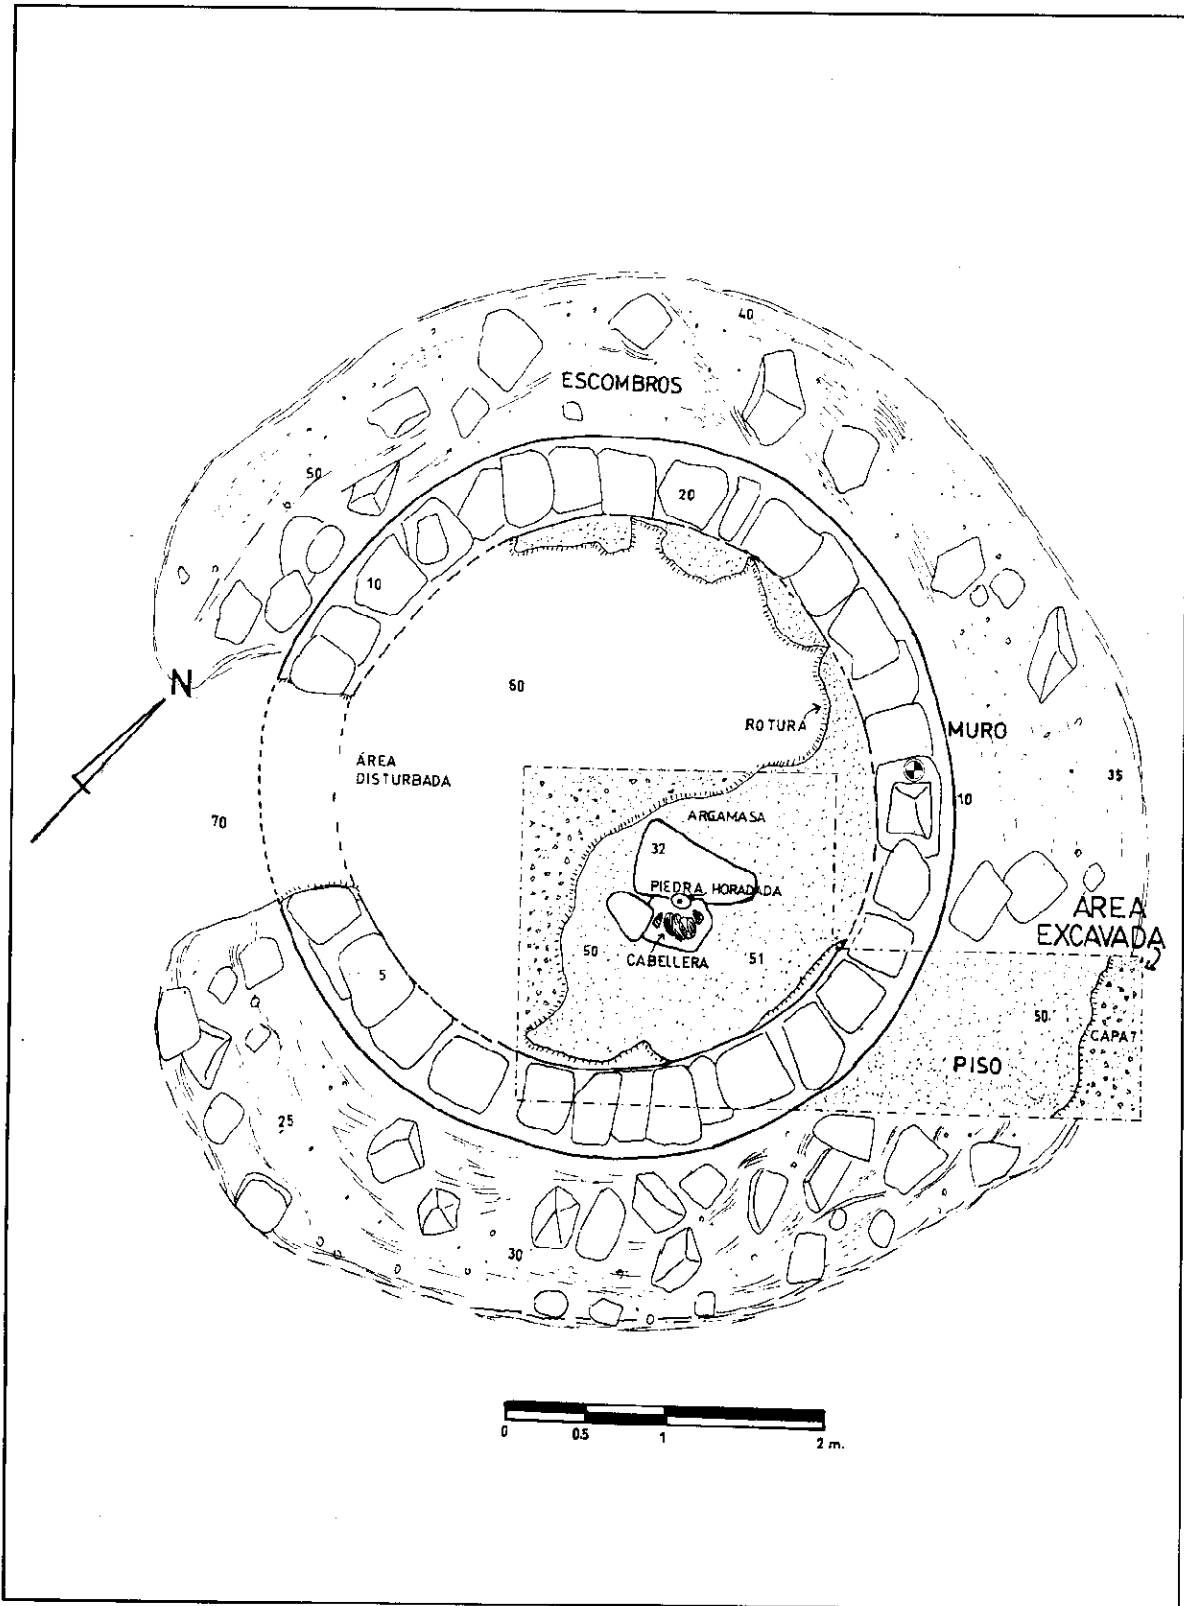 40
ESCOMBROS
50
20
10
N
60
ROTURA
MURO
ÁREA
DISTURBADA
35
10
70
ARGAMASA
32
PIEDRA HORADADA
ÁREA
EXCAVADA
50
CABELLERA
51
5
50
CAPA 7
PISO
25
30
0
0.5
1
2 m.